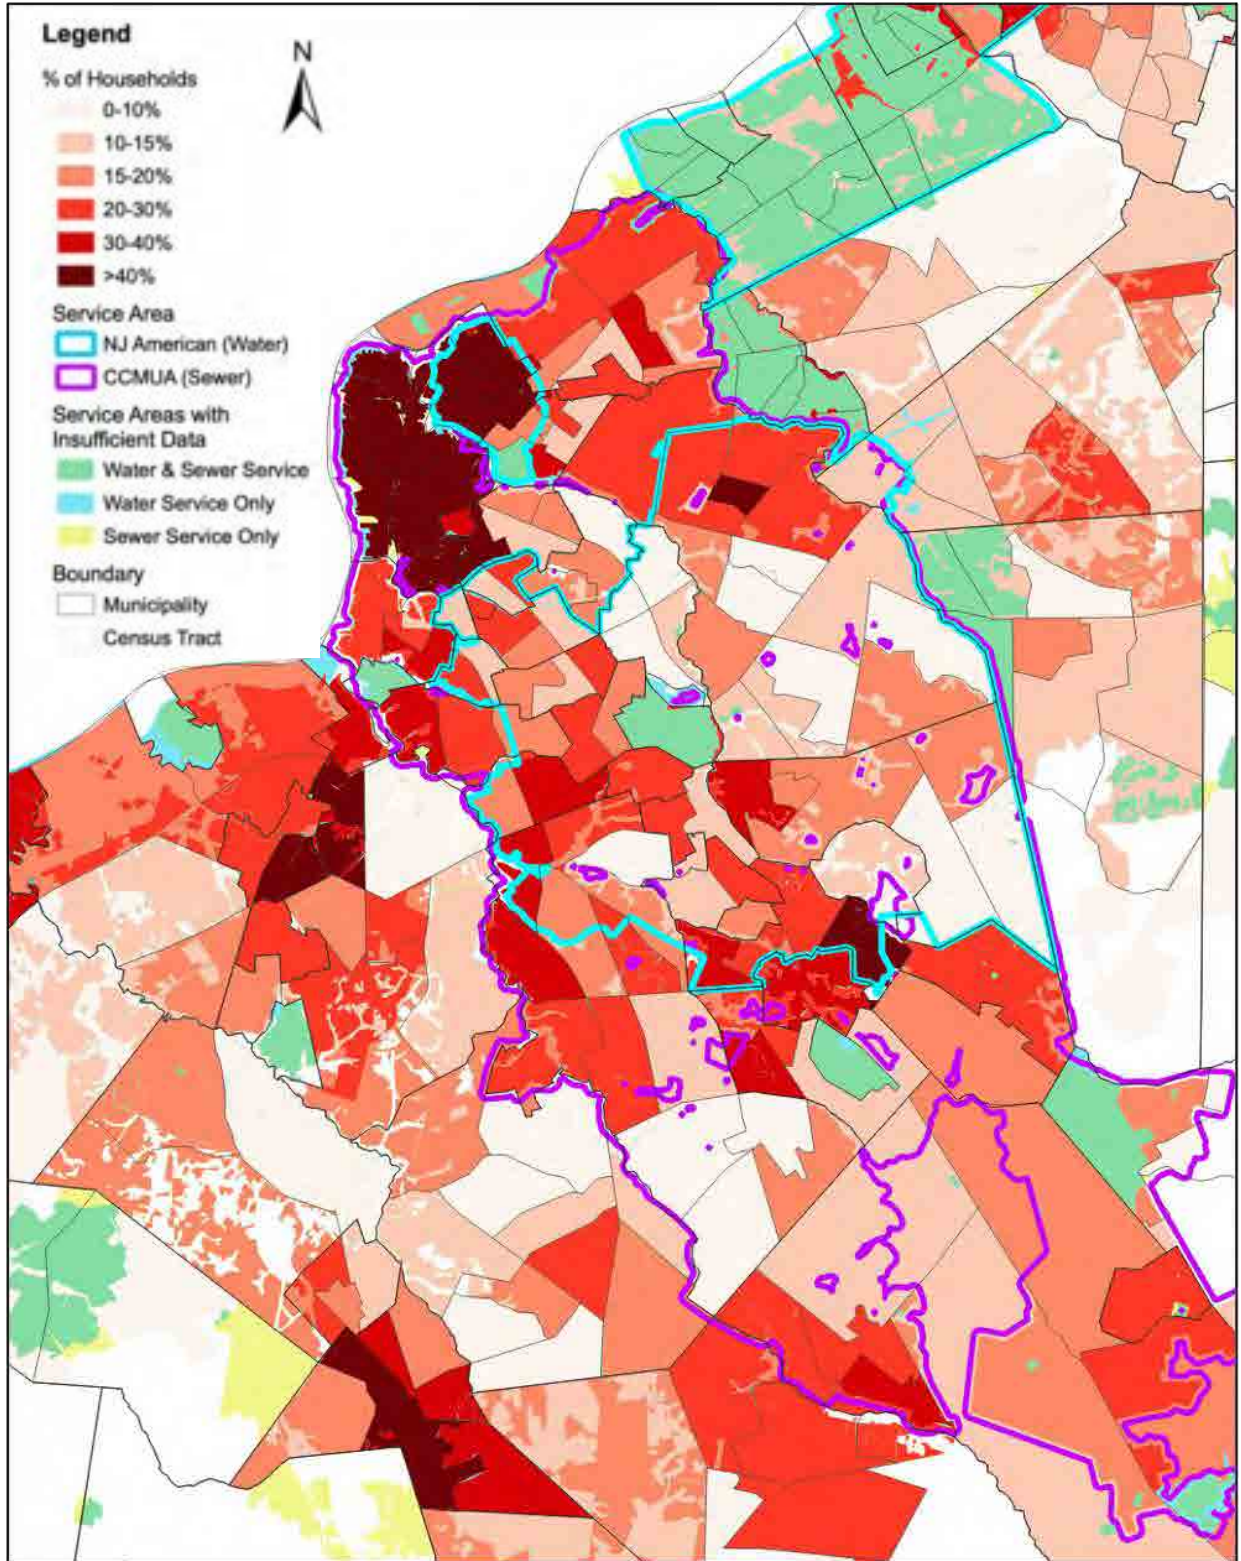 Legend
N
% of Households
0-10%
10-15%
15-20%
20-30%
30-40%
>40%
Service Area
NJ American (Water)
CCMUA (Sewer)
Service Areas with
Insufficient Data
Water & Sewer Service
Water Service Only
Sewer Service Only
Boundary
Municipality
Census Tract